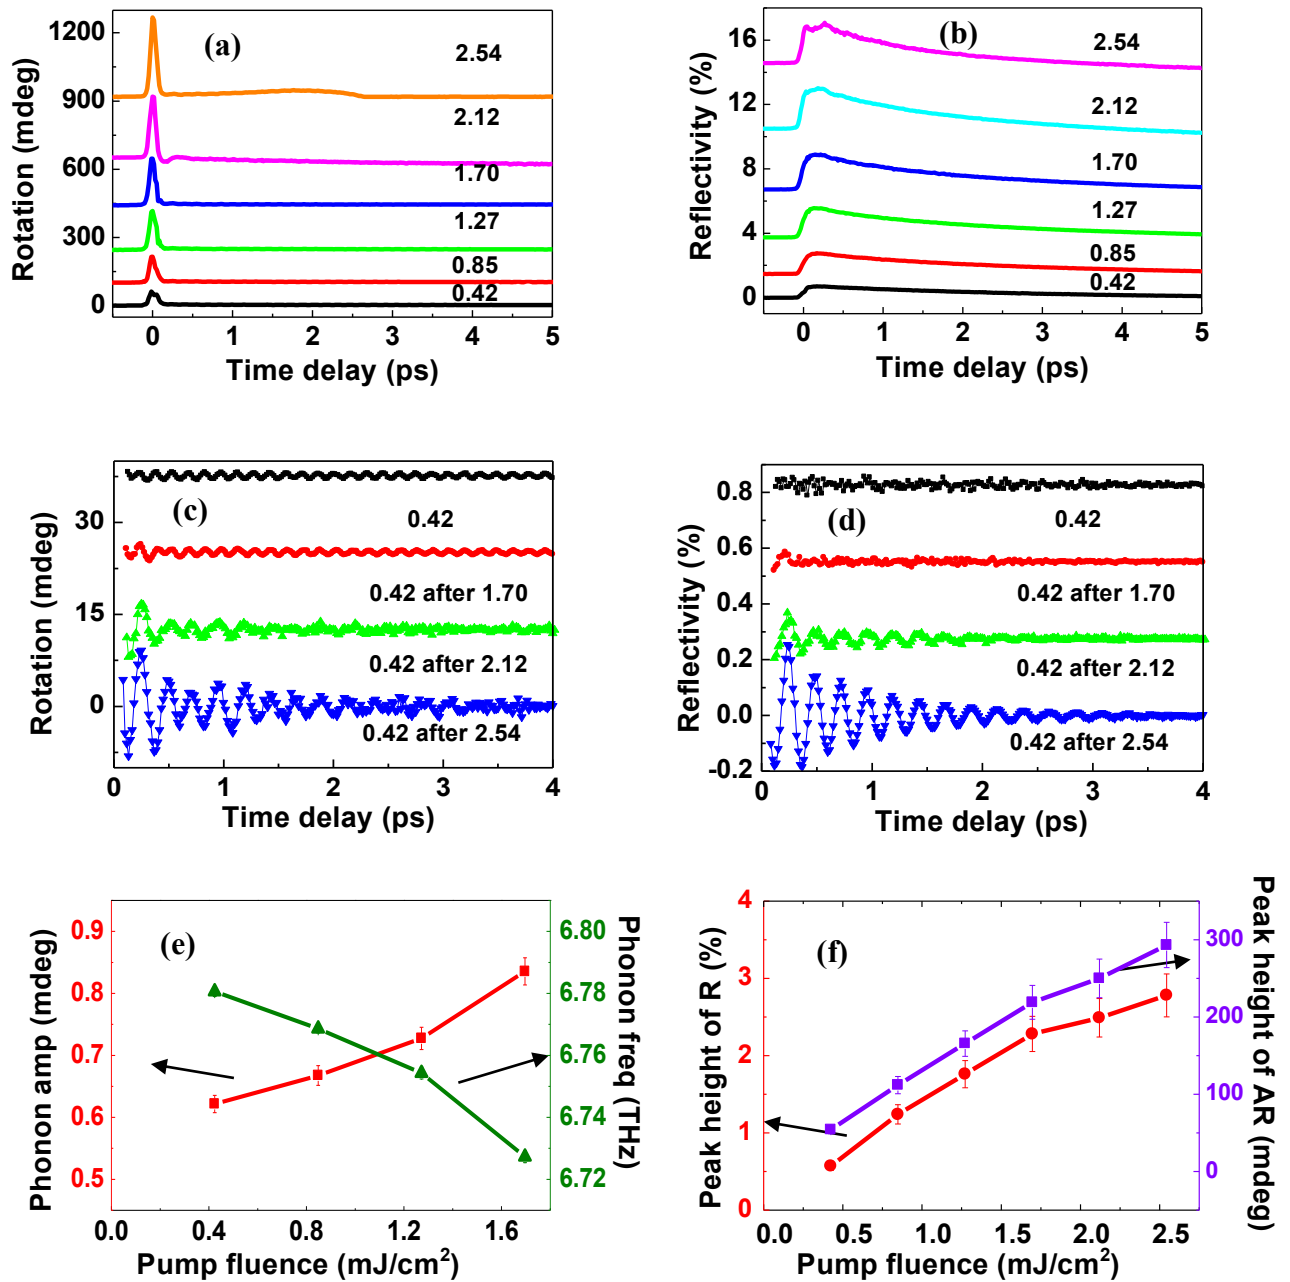 (a)
Rotation (mdeg)
1200
900
600
300
0
2.54
2.12
1.70
1.27
0.85
0.42
0 1 2 3 4 5
Time delay (ps)
(b)
Reflectivity (%)
16
12
8
4
0
2.54
2.12
1.70
1.27
0.85
0.42
0 1 2 3 4 5
Time delay (ps)
(c)
Rotation (mdeg)
30
15
0
0.42
0.42 after 1.70
0.42 after 2.12
0.42 after 2.54
0 1 2 3 4
Time delay (ps)
(d)
Reflectivity (%)
0.8
0.6
0.4
0.2
0.0
-0.2
0.42
0.42 after 1.70
0.42 after 2.12
0.42 after 2.54
0 1 2 3 4
Time delay (ps)
(e)
Phonon amp (mdeg)
0.9
0.8
0.7
0.6
0.5
6.80
6.78
6.76
6.74
6.72
Phonon freq (THz)
0.0 0.4 0.8 1.2 1.6
Pump fluence (mJ/cm²)
(f)
Peak height of R (%)
4
3
2
1
0
300
200
100
0
Peak height of AR (mdeg)
0.0 0.5 1.0 1.5 2.0 2.5
Pump fluence (mJ/cm²)